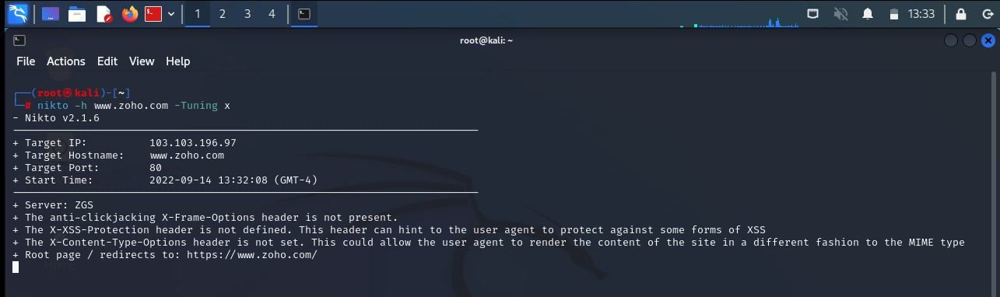 1 2 3 4 13:33
root@kali: ~
File Actions Edit View Help
┌──(root㉿kali)-[~]
└─# nikto -h www.zoho.com -Tuning x
- Nikto v2.1.6
---------------------------------------------------------------------------
+ Target IP: 103.103.196.97
+ Target Hostname: www.zoho.com
+ Target Port: 80
+ Start Time: 2022-09-14 13:32:08 (GMT-4)
---------------------------------------------------------------------------
+ Server: ZGS
+ The anti-clickjacking X-Frame-Options header is not present.
+ The X-XSS-Protection header is not defined. This header can hint to the user agent to protect against some forms of XSS
+ The X-Content-Type-Options header is not set. This could allow the user agent to render the content of the site in a different fashion to the MIME type
+ Root page / redirects to: https://www.zoho.com/
Home